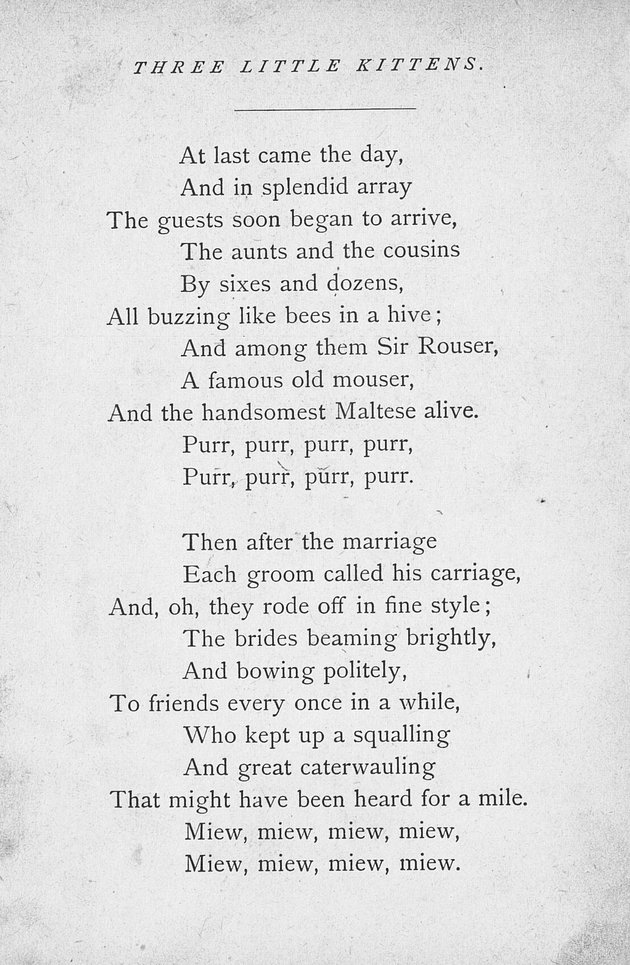 THREE LITTLE KITTENS.
At last came the day,
And in splendid array
The guests soon began to arrive,
The aunts and the cousins
By sixes and dozens,
All buzzing like bees in a hive;
And among them Sir Rouser,
A famous old mouser,
And the handsomest Maltese alive.
Purr, purr, purr, purr,
Purr, purr, purr, purr.
Then after the marriage
Each groom called his carriage,
And, oh, they rode off in fine style;
The brides beaming brightly,
And bowing politely,
To friends every once in a while,
Who kept up a squalling
And great caterwauling
That might have been heard for a mile.
Miew, miew, miew, miew,
Miew, miew, miew, miew.